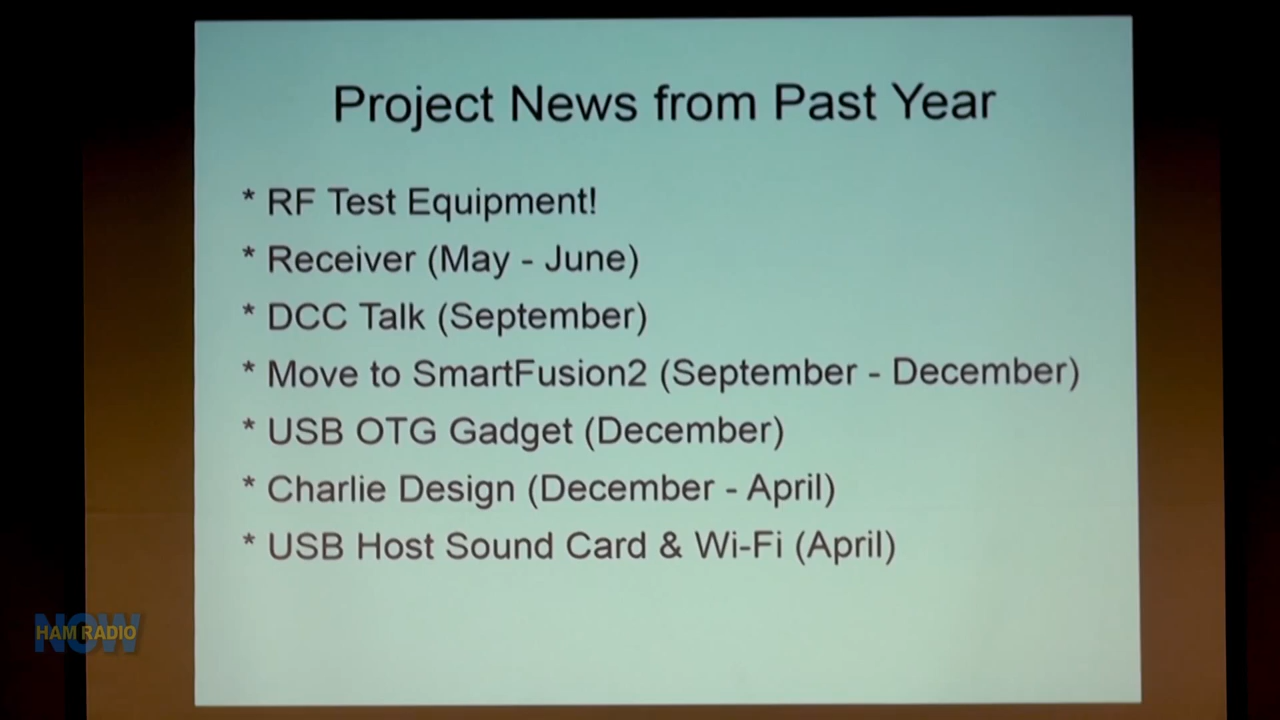 Project News from Past Year
* RF Test Equipment!
* Receiver (May - June)
* DCC Talk (September)
* Move to SmartFusion2 (September - December)
* USB OTG Gadget (December)
* Charlie Design (December - April)
* USB Host Sound Card & Wi-Fi (April)
NOW
HAM RADIO